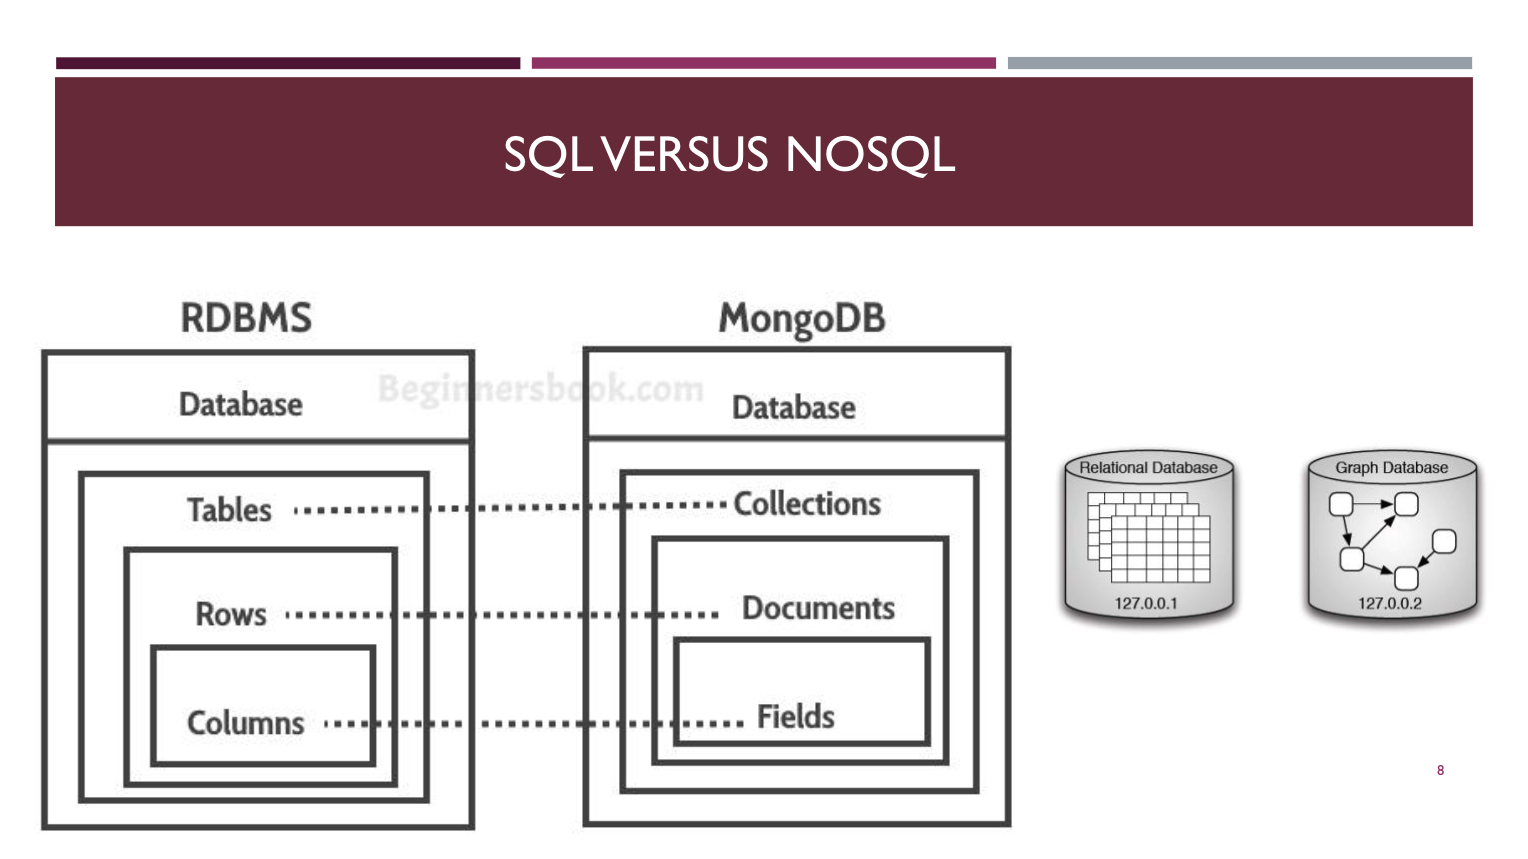 SQL VERSUS NOSQL
RDBMS
Database
Tables
Rows
Columns
MongoDB
Database
Collections
Documents
Fields
Beginnersbook.com
Relational Database
127.0.0.1
Graph Database
127.0.0.2
8